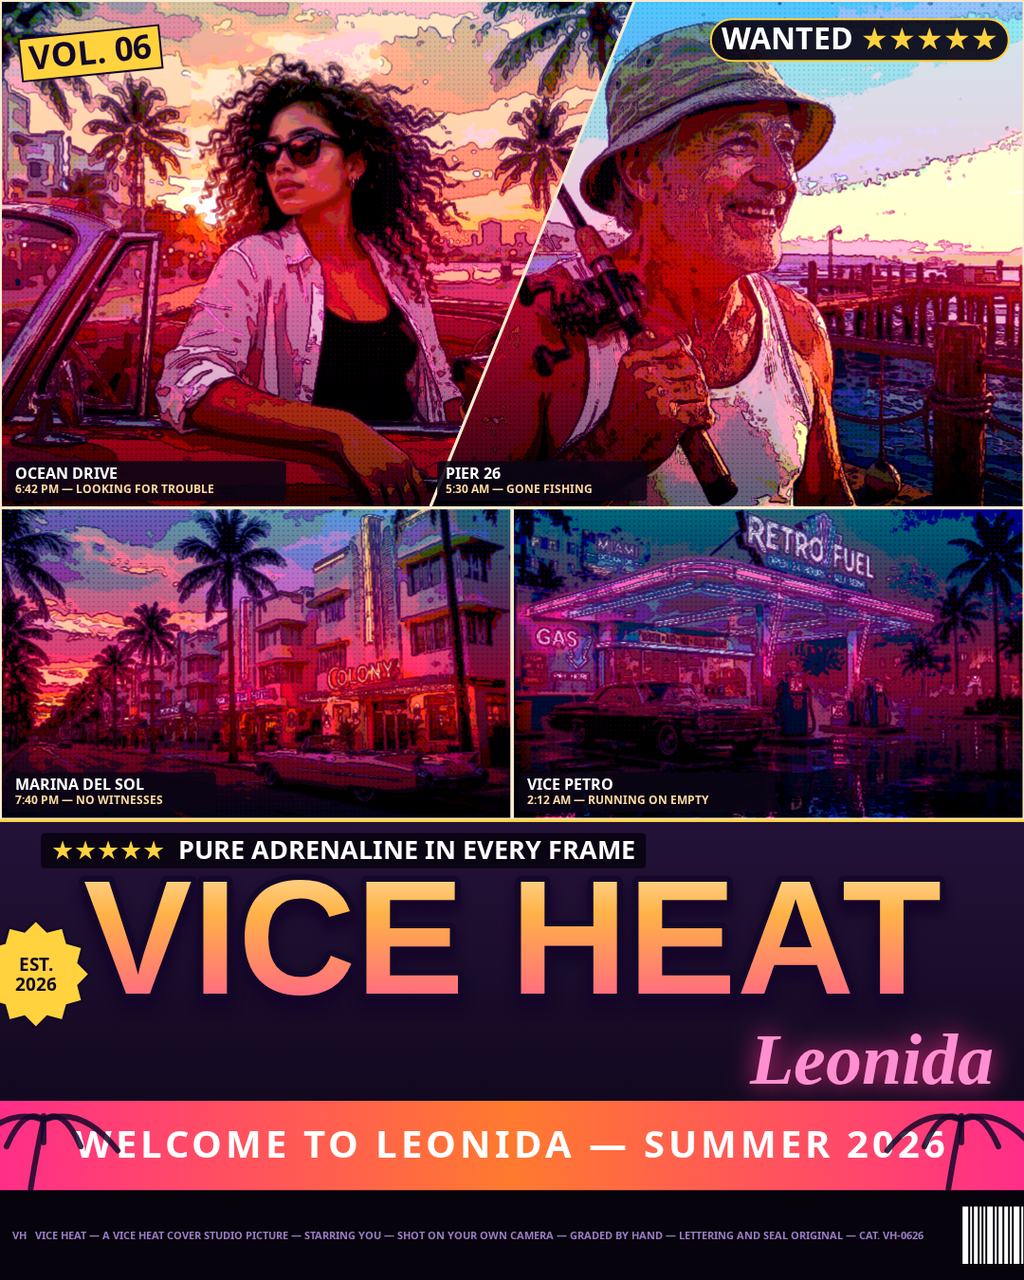 VOL. 06
WANTED ★★★★★
OCEAN DRIVE
6:42 PM — LOOKING FOR TROUBLE
PIER 26
5:30 AM — GONE FISHING
COLONY
MARINA DEL SOL
7:40 PM — NO WITNESSES
MIAMI
RETRO FUEL
GAS
VICE PETRO
2:12 AM — RUNNING ON EMPTY
★★★★★ PURE ADRENALINE IN EVERY FRAME
VICE HEAT
EST.
2026
Leonida
WELCOME TO LEONIDA — SUMMER 2026
VH VICE HEAT — A VICE HEAT COVER STUDIO PICTURE — STARRING YOU — SHOT ON YOUR OWN CAMERA — GRADED BY HAND — LETTERING AND SEAL ORIGINAL — CAT. VH-0626